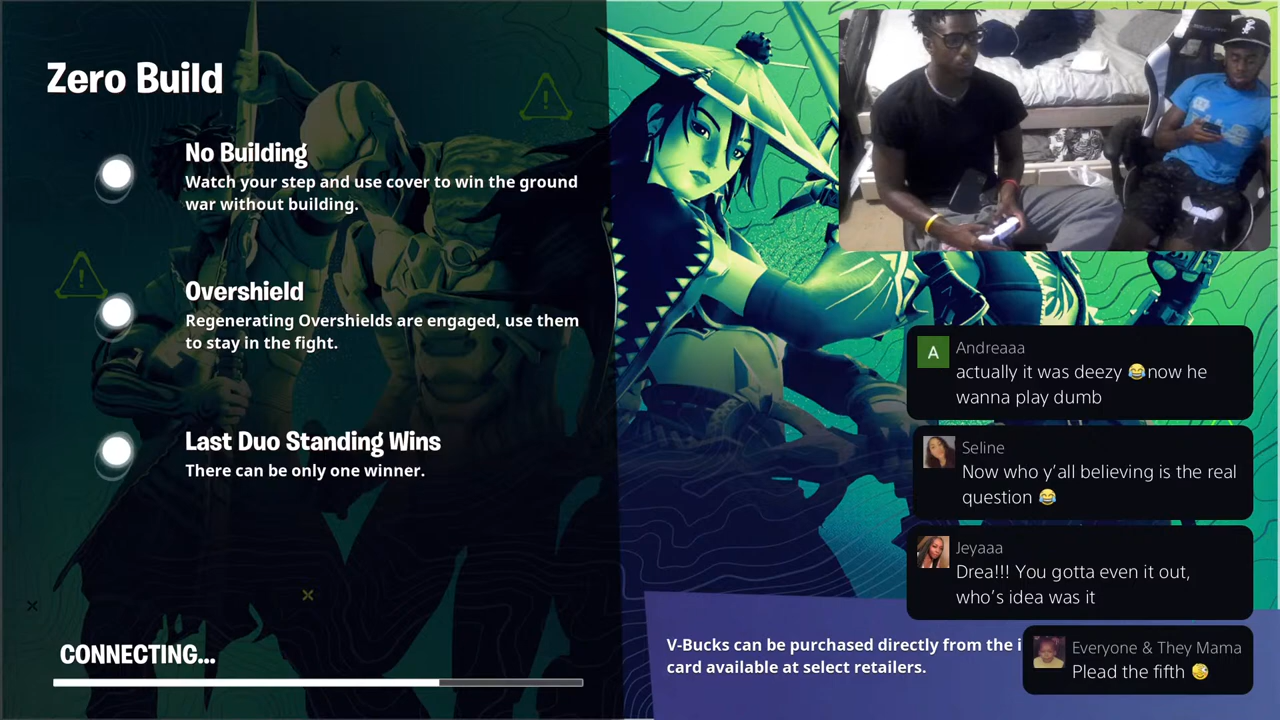 Zero Build
No Building
Watch your step and use cover to win the ground
war without building.
Overshield
Regenerating Overshields are engaged, use them
to stay in the fight.
Last Duo Standing Wins
There can be only one winner.
CONNECTING...
V-Bucks can be purchased directly from the
card available at select retailers.
A
Andreaaa
actually it was deezy 😂now he
wanna play dumb
Seline
Now who y’all believing is the real
question 😂
Jeyaaa
Drea!!! You gotta even it out,
who’s idea was it
Everyone & They Mama
Plead the fifth 🧐